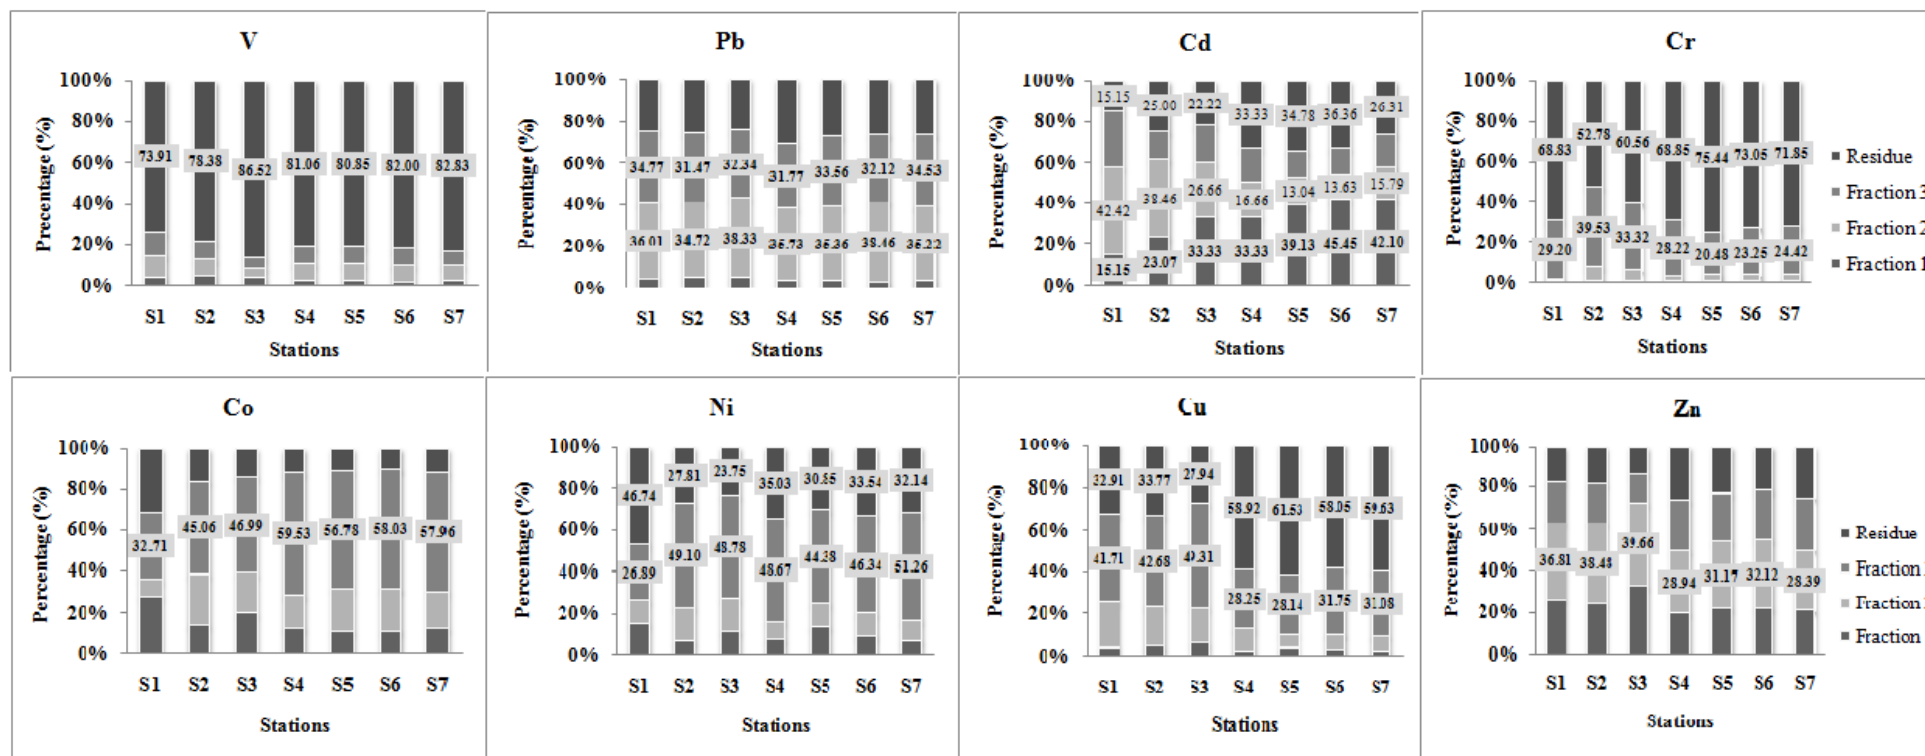 V
Precentage (%)
100%
80%
60%
40%
20%
0%
73.91 78.38 86.52 81.06 80.85 82.00 82.83
S1 S2 S3 S4 S5 S6 S7
Stations
Pb
Percentage (%)
100%
80%
60%
40%
20%
0%
34.77 31.47 32.34 31.77 33.56 32.12 34.53
36.01 34.72 38.33 35.73 35.36 38.46 35.22
S1 S2 S3 S4 S5 S6 S7
Stations
Cd
Percentage (%)
100%
80%
60%
40%
20%
0%
15.15 25.00 22.22 33.33 34.78 36.36 26.31
42.42 38.46 26.66 16.66 13.04 13.63 15.79
15.15 23.07 33.33 33.33 39.13 45.45 42.10
S1 S2 S3 S4 S5 S6 S7
Stations
Cr
Percentage (%)
100%
80%
60%
40%
20%
0%
68.83 52.78 60.56 68.85 75.44 73.05 71.85
29.20 39.53 33.32 28.22 20.48 23.25 24.42
S1 S2 S3 S4 S5 S6 S7
Stations
Residue
Fraction 3
Fraction 2
Fraction 1
Co
Percentage (%)
100%
80%
60%
40%
20%
0%
32.71 45.06 46.99 59.53 56.78 58.03 57.96
S1 S2 S3 S4 S5 S6 S7
Stations
Ni
Percentage (%)
100%
80%
60%
40%
20%
0%
46.74 27.81 23.75 35.03 30.85 33.54 32.14
26.89 49.10 48.78 48.67 44.38 46.34 51.26
S1 S2 S3 S4 S5 S6 S7
Stations
Cu
Percentage (%)
100%
80%
60%
40%
20%
0%
32.91 33.77 27.94 58.92 61.53 58.05 59.63
41.71 42.68 49.31 28.25 28.14 31.75 31.08
S1 S2 S3 S4 S5 S6 S7
Stations
Zn
Percentage (%)
100%
80%
60%
40%
20%
0%
36.81 38.48 39.66 28.94 31.17 32.12 28.39
S1 S2 S3 S4 S5 S6 S7
Stations
Residue
Fraction
Fraction
Fraction